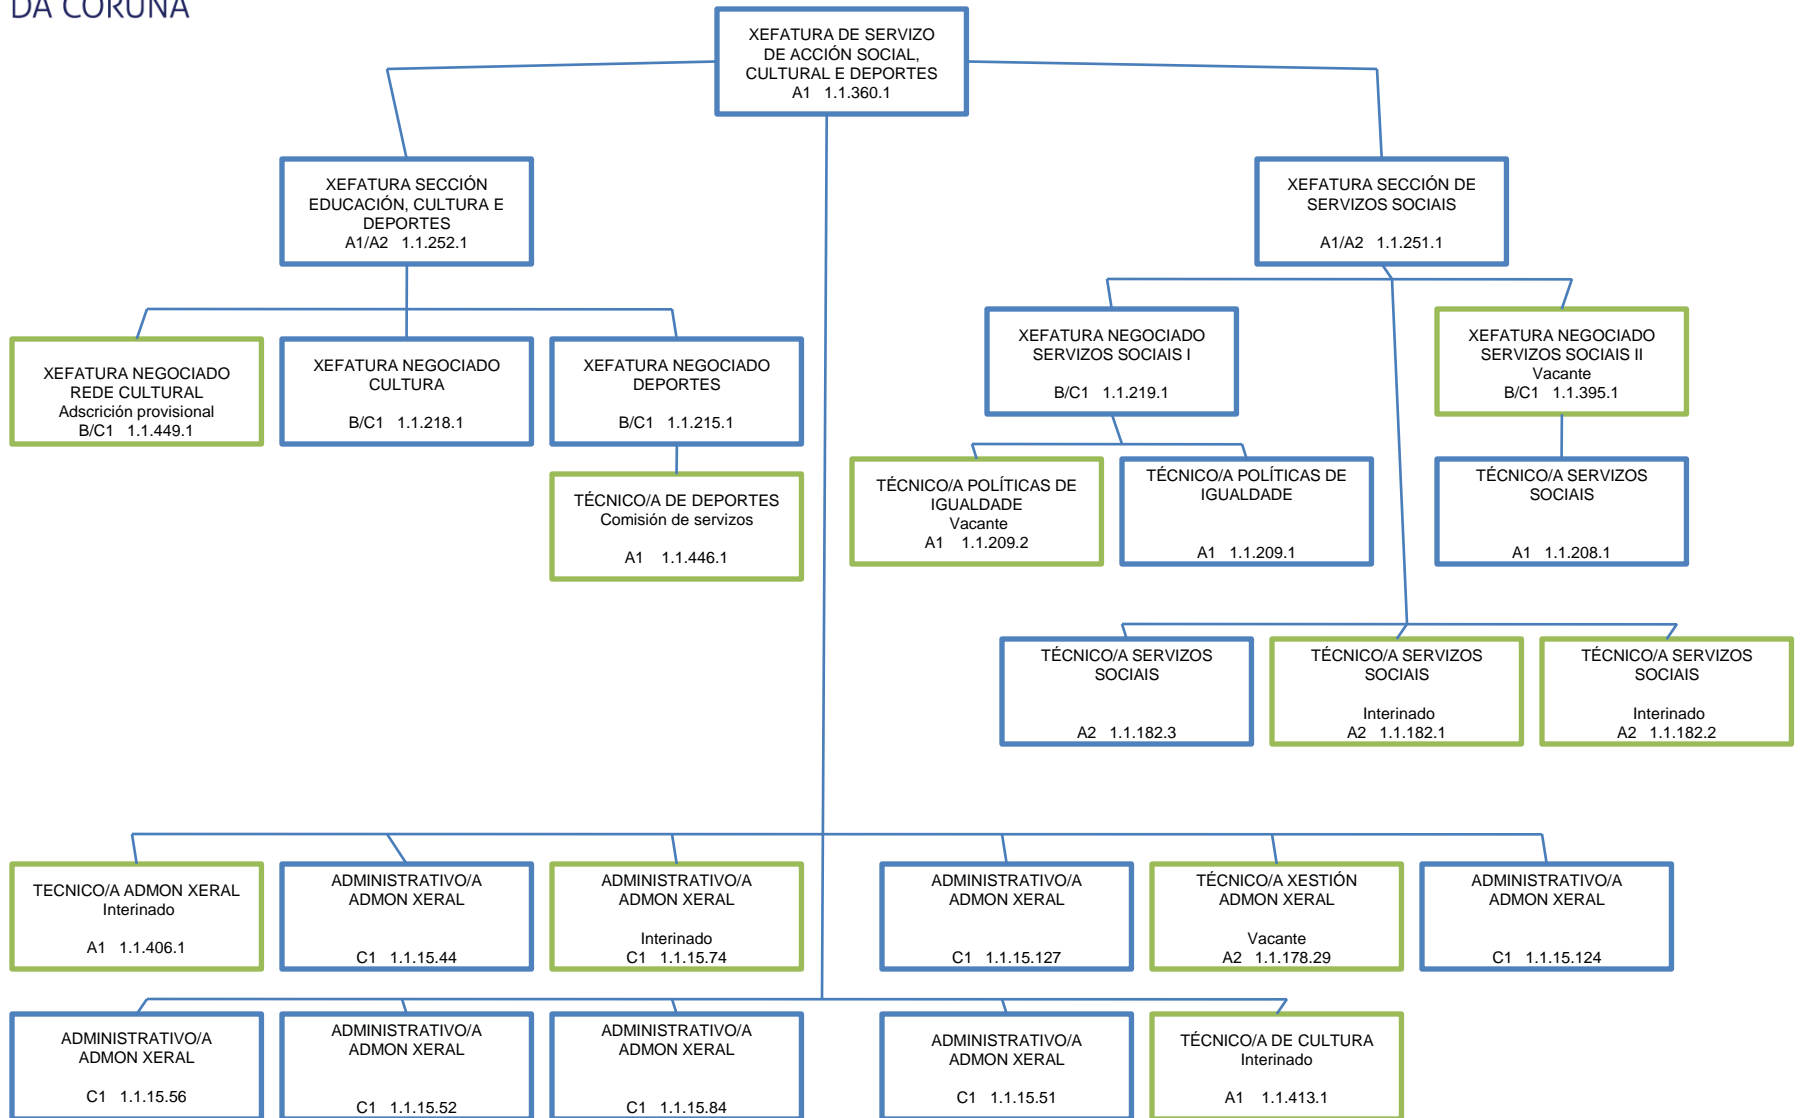 DA CORUÑA
XEFATURA DE SERVIZO
DE ACCIÓN SOCIAL,
CULTURAL E DEPORTES
A1 1.1.360.1
XEFATURA SECCIÓN
EDUCACIÓN, CULTURA E
DEPORTES
A1/A2 1.1.252.1
XEFATURA SECCIÓN DE
SERVIZOS SOCIAIS
A1/A2 1.1.251.1
XEFATURA NEGOCIADO
REDE CULTURAL
Adscrición provisional
B/C1 1.1.449.1
XEFATURA NEGOCIADO
CULTURA
B/C1 1.1.218.1
XEFATURA NEGOCIADO
DEPORTES
B/C1 1.1.215.1
XEFATURA NEGOCIADO
SERVIZOS SOCIAIS I
B/C1 1.1.219.1
XEFATURA NEGOCIADO
SERVIZOS SOCIAIS II
Vacante
B/C1 1.1.395.1
TÉCNICO/A DE DEPORTES
Comisión de servizos
A1 1.1.446.1
TÉCNICO/A POLÍTICAS DE
IGUALDADE
Vacante
A1 1.1.209.2
TÉCNICO/A POLÍTICAS DE
IGUALDADE
A1 1.1.209.1
TÉCNICO/A SERVIZOS
SOCIAIS
A1 1.1.208.1
TÉCNICO/A SERVIZOS
SOCIAIS
A2 1.1.182.3
TÉCNICO/A SERVIZOS
SOCIAIS
Interinado
A2 1.1.182.1
TÉCNICO/A SERVIZOS
SOCIAIS
Interinado
A2 1.1.182.2
TECNICO/A ADMON XERAL
Interinado
A1 1.1.406.1
ADMINISTRATIVO/A
ADMON XERAL
C1 1.1.15.44
ADMINISTRATIVO/A
ADMON XERAL
Interinado
C1 1.1.15.74
ADMINISTRATIVO/A
ADMON XERAL
C1 1.1.15.127
TÉCNICO/A XESTIÓN
ADMON XERAL
Vacante
A2 1.1.178.29
ADMINISTRATIVO/A
ADMON XERAL
C1 1.1.15.124
ADMINISTRATIVO/A
ADMON XERAL
C1 1.1.15.56
ADMINISTRATIVO/A
ADMON XERAL
C1 1.1.15.52
ADMINISTRATIVO/A
ADMON XERAL
C1 1.1.15.84
ADMINISTRATIVO/A
ADMON XERAL
C1 1.1.15.51
TÉCNICO/A DE CULTURA
Interinado
A1 1.1.413.1